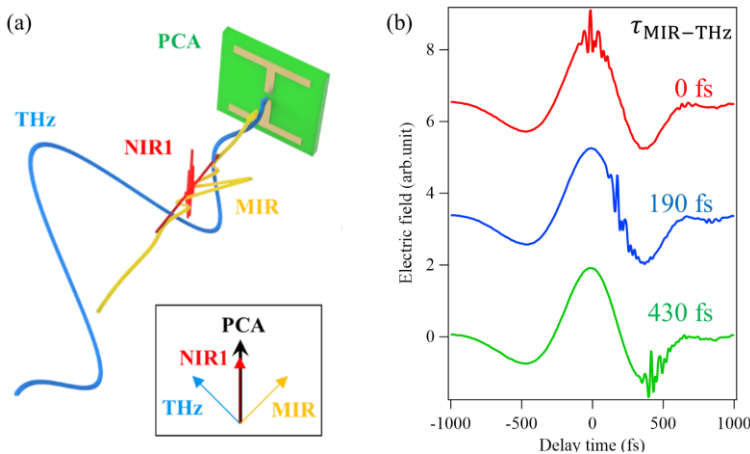 (a)
PCA
THz
NIR1
MIR
PCA
NIR1
THz
MIR
(b)
τMIR−THz
0 fs
190 fs
430 fs
Electric field (arb.unit)
8
6
4
2
0
-1000
-500
0
500
1000
Delay time (fs)